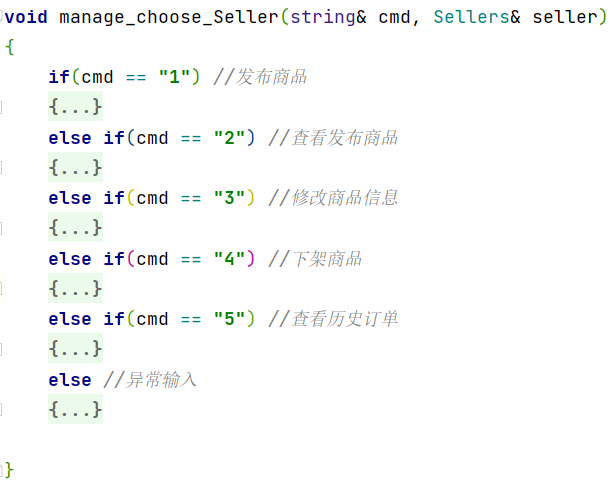 void manage_choose_Seller(string& cmd, Sellers& seller)
{
if(cmd == "1") //发布商品
{...}
else if(cmd == "2") //查看发布商品
{...}
else if(cmd == "3") //修改商品信息
{...}
else if(cmd == "4") //下架商品
{...}
else if(cmd == "5") //查看历史订单
{...}
else //异常输入
{...}
}